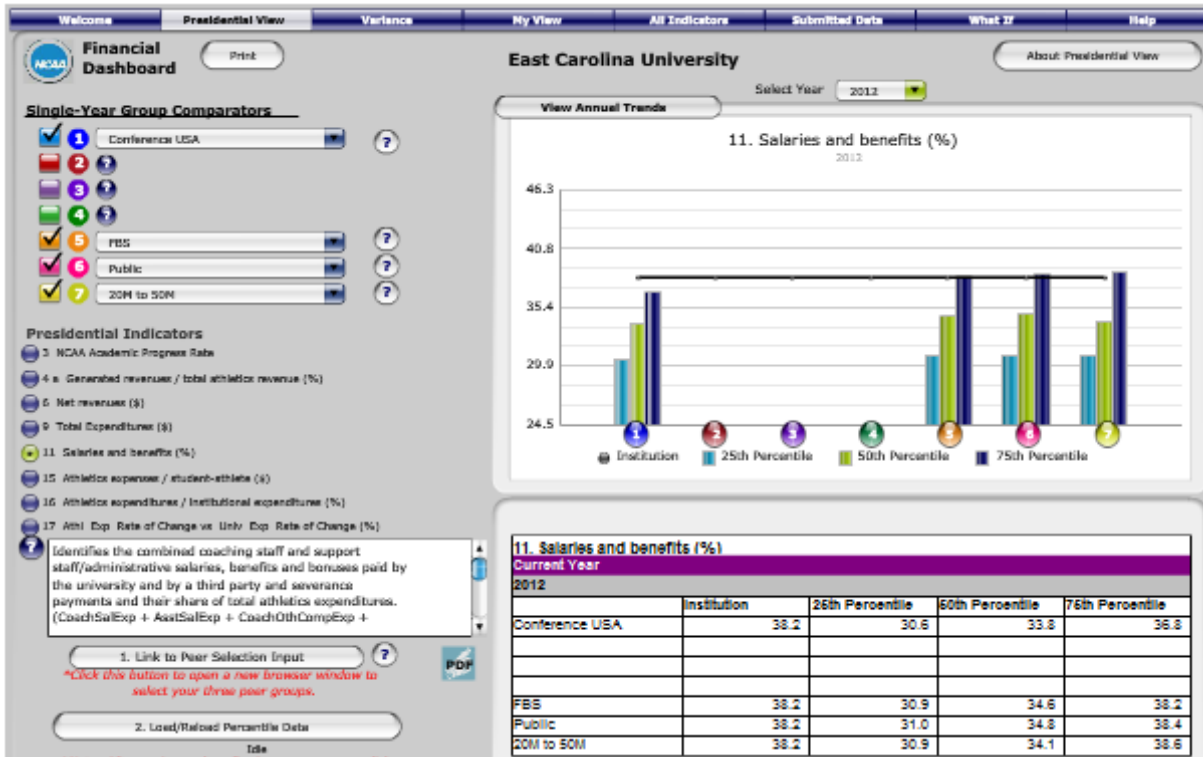 Welcome Presidential View Variance My View All Indicators Submitted Data What If Help
NCAA
Financial
Dashboard
Print
East Carolina University
About Presidential View
Select Year 2012
Single-Year Group Comparators
1 Conference USA ?
2 ?
3 ?
4 ?
5 FBS ?
6 Public ?
7 20M to 50M ?
Presidential Indicators
3 NCAA Academic Progress Rate
4 a Generated revenues / total athletics revenue (%)
6 Net revenues ($)
9 Total Expenditures ($)
11 Salaries and benefits (%)
15 Athletics expenses / student-athlete ($)
16 Athletics expenditures / Institutional expenditures (%)
17 Athl Exp Rate of Change vs Univ Exp Rate of Change (%)
?
Identifies the combined coaching staff and support
staff/administrative salaries, benefits and bonuses paid by
the university and by a third party and severance
payments and their share of total athletics expenditures.
(CoachSalExp + AsstSalExp + CoachOthCompExp +
1. Link to Peer Selection Input ?
PDF
*Click this button to open a new browser window to
select your three peer groups.
2. Load/Reload Percentile Data
Idle
View Annual Trends
11. Salaries and benefits (%)
2012
46.3
40.8
35.4
29.9
24.5
1 2 3 4 5 6 7
Institution 25th Percentile 50th Percentile 75th Percentile
11. Salaries and benefits (%)
Current Year
2012
Institution 25th Percentile 50th Percentile 75th Percentile
Conference USA 38.2 30.6 33.8 36.8
FBS 38.2 30.9 34.6 38.2
Public 38.2 31.0 34.8 38.4
20M to 50M 38.2 30.9 34.1 38.6